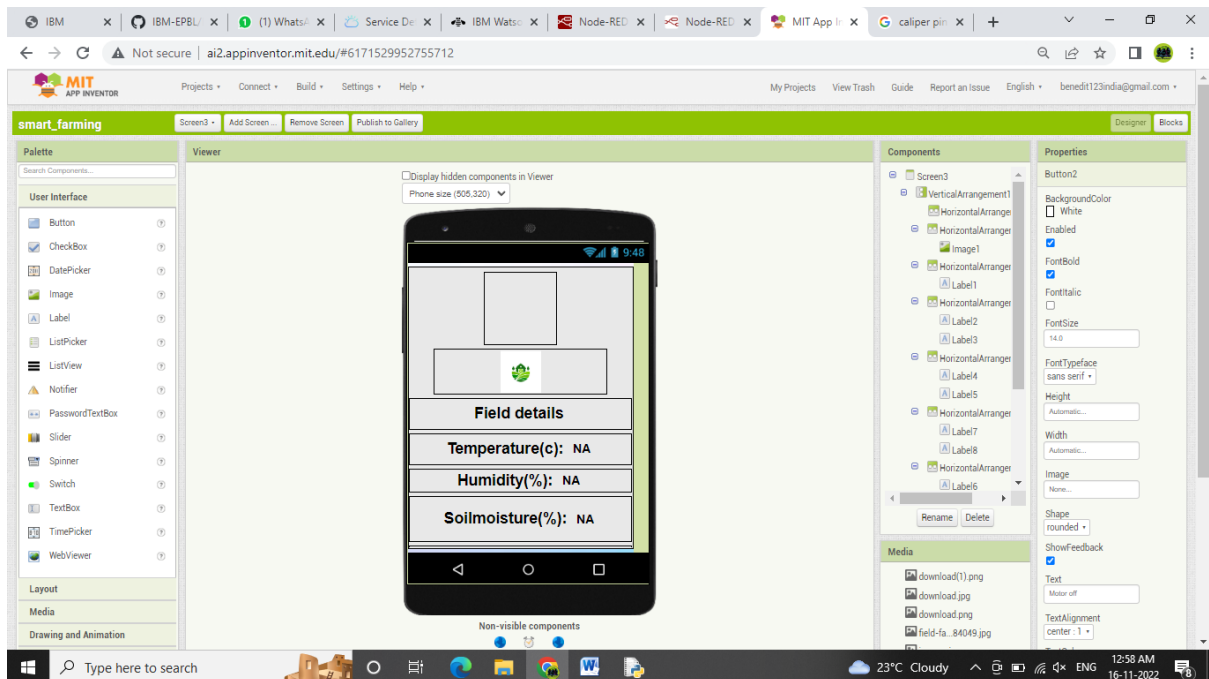 IBM
IBM-EPBL/
(1) WhatsA
Service De
IBM Watso
Node-RED
Node-RED
MIT App In
caliper pin
Not secure | ai2.appinventor.mit.edu/#6171529952755712
MIT
APP INVENTOR
Projects
Connect
Build
Settings
Help
My Projects
View Trash
Guide
Report an Issue
English
benedit123india@gmail.com
smart_farming
Screen3
Add Screen ...
Remove Screen
Publish to Gallery
Designer
Blocks
Palette
Search Components...
User Interface
Button
CheckBox
DatePicker
Image
Label
ListPicker
ListView
Notifier
PasswordTextBox
Slider
Spinner
Switch
TextBox
TimePicker
WebViewer
Layout
Media
Drawing and Animation
Viewer
Display hidden components in Viewer
Phone size (505,320)
9:48
Field details
Temperature(c): NA
Humidity(%): NA
Soilmoisture(%): NA
Non-visible components
Components
Screen3
VerticalArrangement1
HorizontalArranger
HorizontalArranger
Image1
HorizontalArranger
Label1
HorizontalArranger
Label2
Label3
HorizontalArranger
Label4
Label5
HorizontalArranger
Label7
Label8
HorizontalArranger
Label6
Rename
Delete
Media
download(1).png
download.jpg
download.png
field-fa...84049.jpg
Properties
Button2
BackgroundColor
White
Enabled
FontBold
FontItalic
FontSize
14.0
FontTypeface
sans serif
Height
Automatic...
Width
Automatic...
Image
None...
Shape
rounded
ShowFeedback
Text
Motor off
TextAlignment
center : 1
Type here to search
23°C Cloudy
ENG
12:58 AM
16-11-2022
8